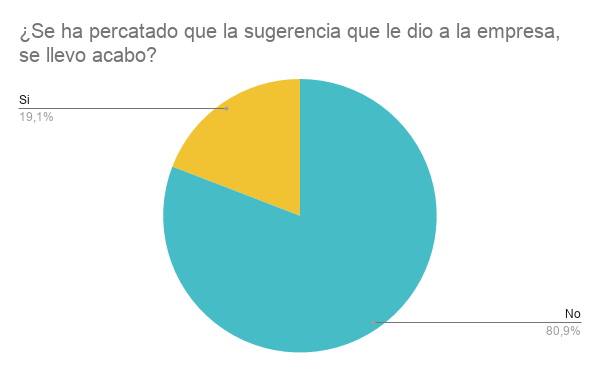 ¿Se ha percatado que la sugerencia que le dio a la empresa,
se llevo acabo?
Si
19,1%
No
80,9%